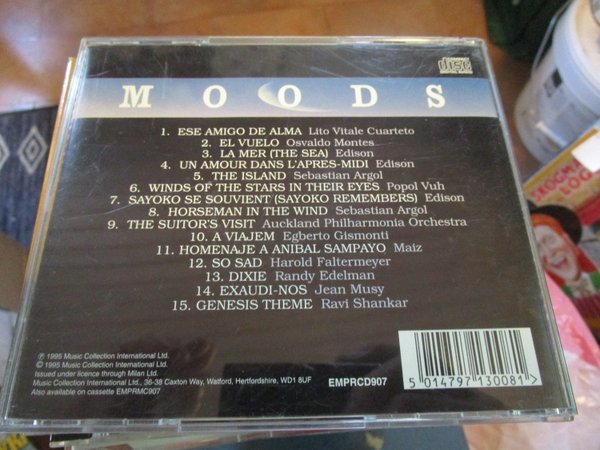 COMPACT
disc
DIGITAL AUDIO
MOODS
1. ESE AMIGO DE ALMA Lito Vitale Cuarteto
2. EL VUELO Osvaldo Montes
3. LA MER (THE SEA) Edison
4. UN AMOUR DANS L'APRES-MIDI Edison
5. THE ISLAND Sebastian Argol
6. WINDS OF THE STARS IN THEIR EYES Popol Vuh
7. SAYOKO SE SOUVIENT (SAYOKO REMEMBERS) Edison
8. HORSEMAN IN THE WIND Sebastian Argol
9. THE SUITOR'S VISIT Auckland Philharmonia Orchestra
10. A VIAJEM Egberto Gismonti
11. HOMENAJE A ANIBAL SAMPAYO Maiz
12. SO SAD Harold Faltermeyer
13. DIXIE Randy Edelman
14. EXAUDI-NOS Jean Musy
15. GENESIS THEME Ravi Shankar
℗ 1995 Music Collection International Ltd.
© 1995 Music Collection International Ltd.
Issued under licence through Milan Ltd.
Music Collection International Ltd., 36-38 Caxton Way, Watford, Hertfordshire, WD1 8UF
Also available on cassette EMPRMC907
EMPRCD907
5 014797 130081>